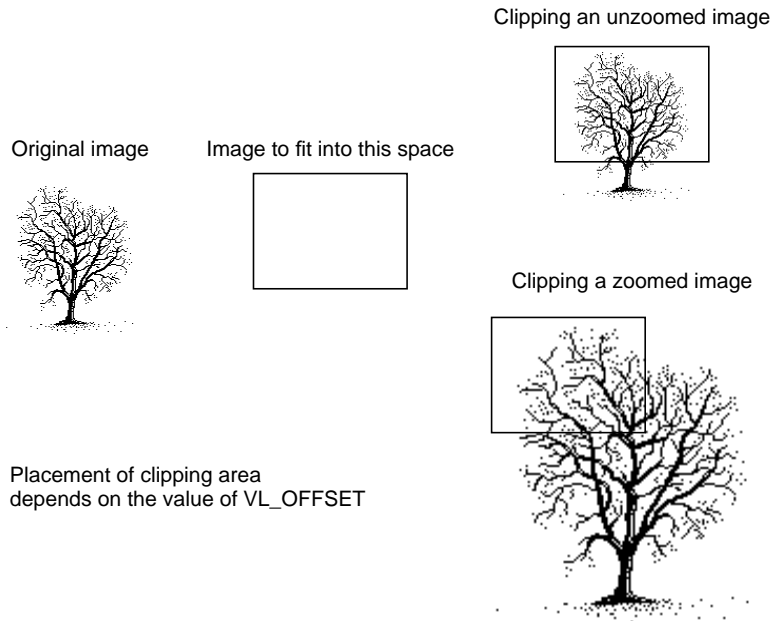 Clipping an unzoomed image
Original image
Image to fit into this space
Clipping a zoomed image
Placement of clipping area
depends on the value of VL_OFFSET